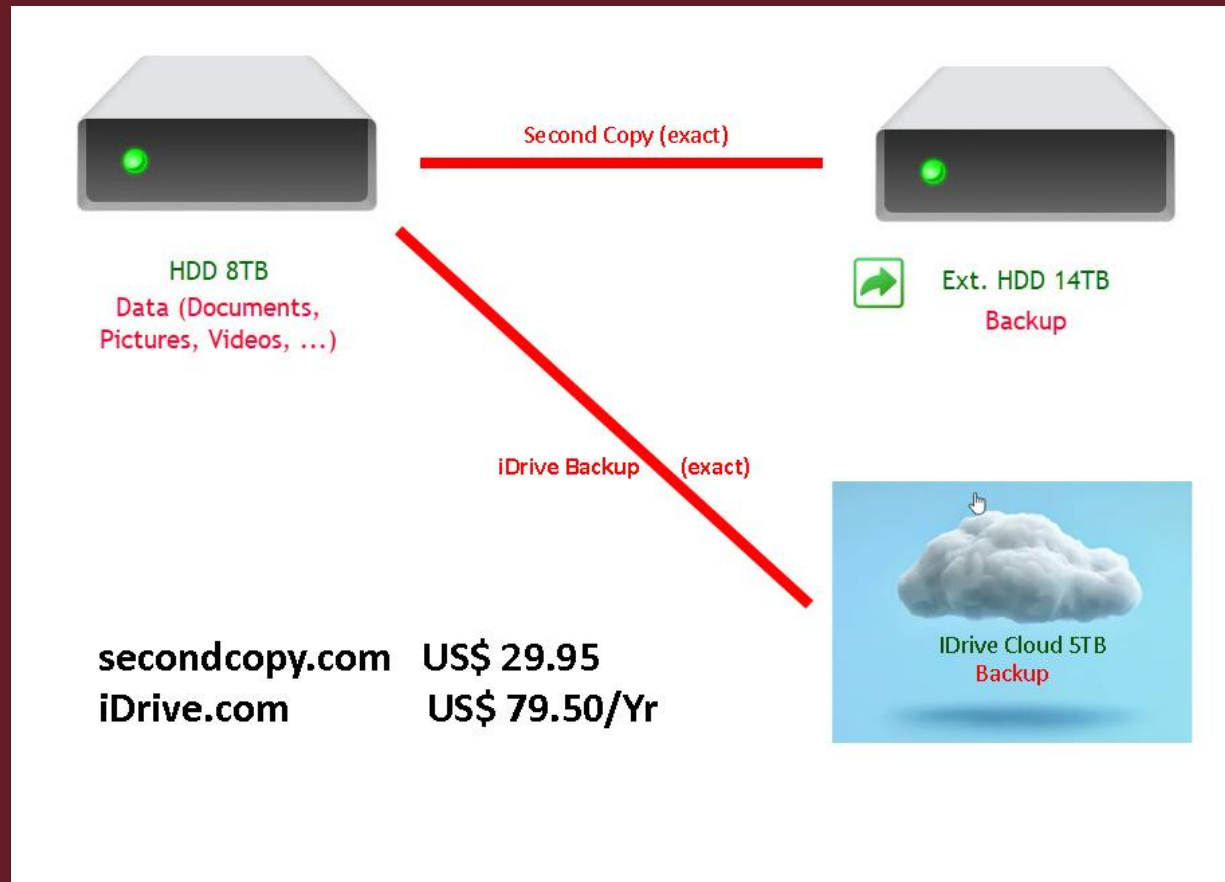 Second Copy (exact)
HDD 8TB
Data (Documents,
Pictures, Videos, ...)
Ext. HDD 14TB
Backup
iDrive Backup (exact)
IDrive Cloud 5TB
Backup
secondcopy.com US$ 29.95
iDrive.com US$ 79.50/Yr